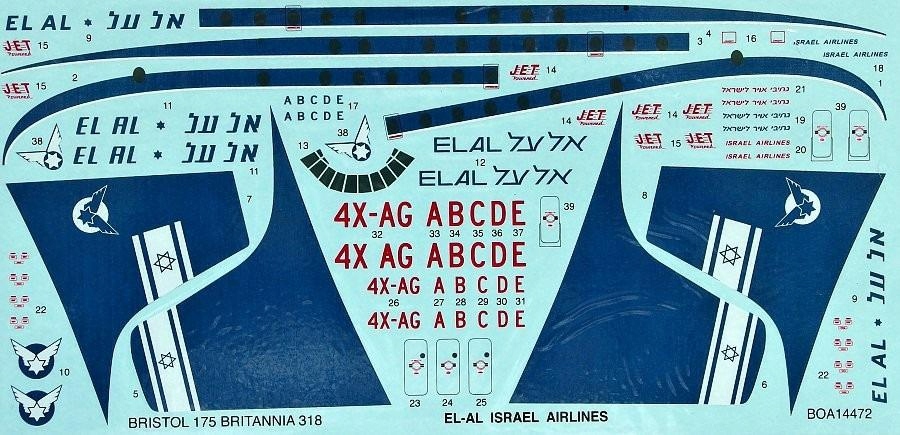 EL AL ✶ אל על
JET Powered 15
9
3 4
16
ISRAEL AIRLINES
ISRAEL AIRLINES
18
1
JET Powered 15
2
14 JET Powered
11
EL AL ✶ אל על
EL AL ✶ אל על
11
38
ABCDE
ABCDE
17
38
13
14 JET Powered
14 JET Powered
JET Powered 15 JET Powered
נתיבי אויר לישראל 21
נתיבי אויר לישראל
נתיבי אויר לישראל 19
נתיבי אויר לישראל
ISRAEL AIRLINES
ISRAEL AIRLINES 20
39
EL AL אל על
12
EL AL אל על
7
8
4X-AG A B C D E
32 33 34 35 36 37
4X AG A B C D E
4X-AG A B C D E
26 27 28 29 30 31
4X-AG A B C D E
39
22
10
5
6
23 24 25
9
22
EL AL ✶ אל על
BRISTOL 175 BRITANNIA 318
EL-AL ISRAEL AIRLINES
BOA14472